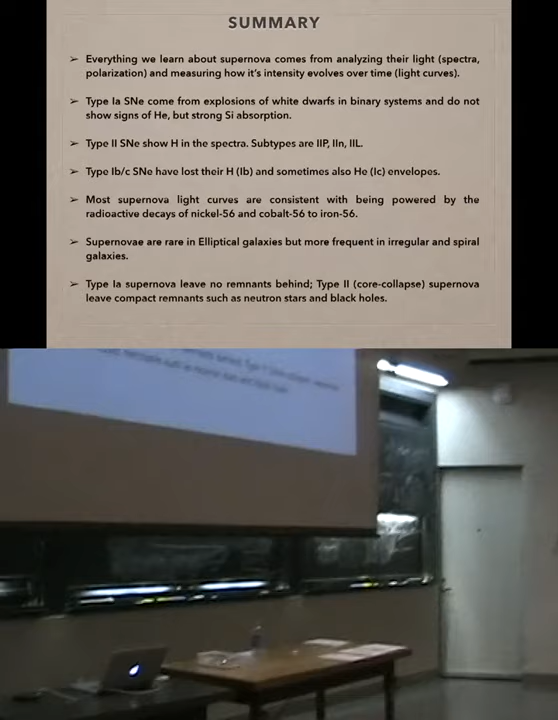 SUMMARY
➢ Everything we learn about supernova comes from analyzing their light (spectra,
polarization) and measuring how it's intensity evolves over time (light curves).
➢ Type Ia SNe come from explosions of white dwarfs in binary systems and do not
show signs of He, but strong Si absorption.
➢ Type II SNe show H in the spectra. Subtypes are IIP, IIn, IIL.
➢ Type Ib/c SNe have lost their H (Ib) and sometimes also He (Ic) envelopes.
➢ Most supernova light curves are consistent with being powered by the
radioactive decays of nickel-56 and cobalt-56 to iron-56.
➢ Supernovae are rare in Elliptical galaxies but more frequent in irregular and spiral
galaxies.
➢ Type Ia supernova leave no remnants behind; Type II (core-collapse) supernova
leave compact remnants such as neutron stars and black holes.